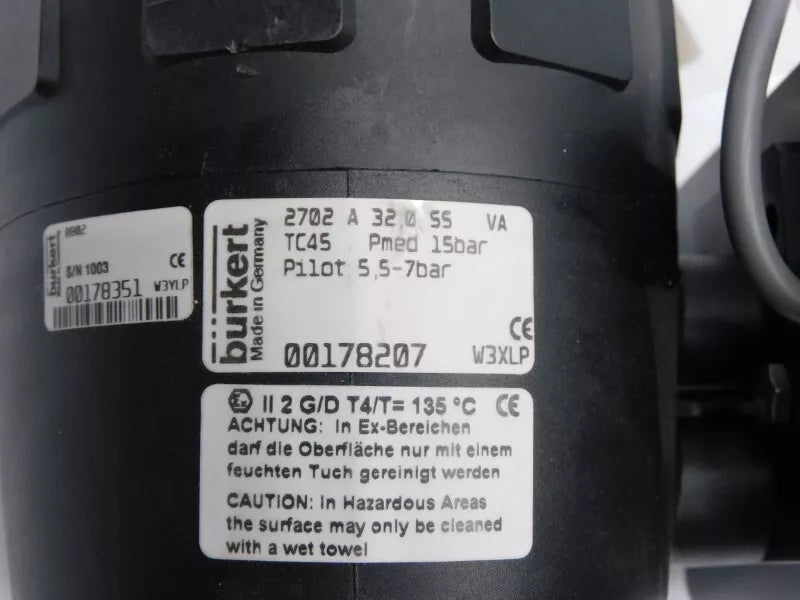 bürkert
8802
S/N 1003 CE
00178351 W3YLP
bürkert
Made in Germany
2702 A 32,0 SS VA
TC45 Pmed 15bar
Pilot 5,5-7bar
CE
00178207 W3XLP
Ex II 2 G/D T4/T= 135 °C CE
ACHTUNG: In Ex-Bereichen
darf die Oberfläche nur mit einem
feuchten Tuch gereinigt werden
CAUTION: In Hazardous Areas
the surface may only be cleaned
with a wet towel